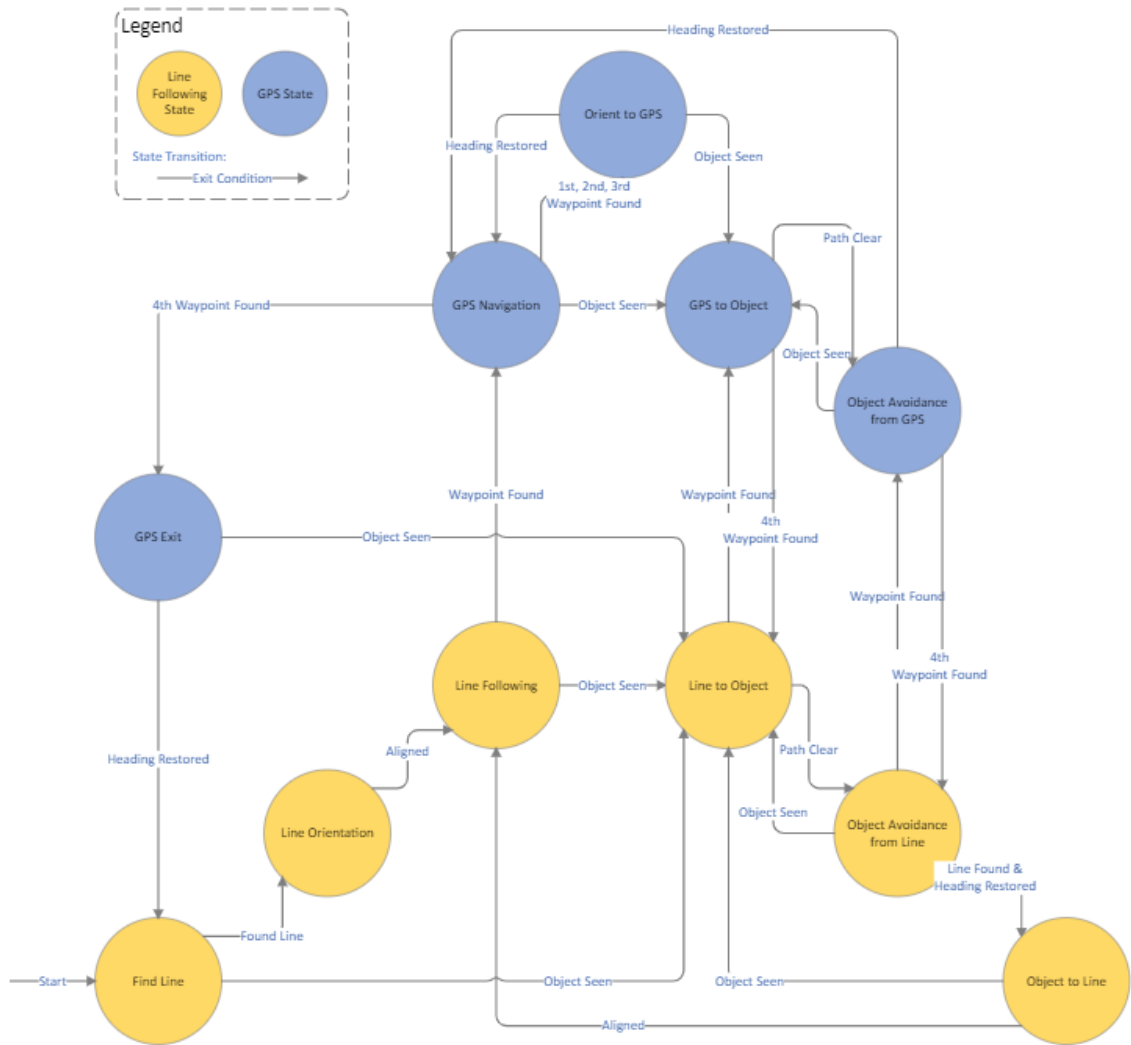 Legend
Line
Following
State
GPS State
State Transition:
Exit Condition
Heading Restored
Orient to GPS
Heading Restored
Object Seen
1st, 2nd, 3rd
Waypoint Found
Path Clear
4th Waypoint Found
GPS Navigation
Object Seen
GPS to Object
Object Seen
Object Avoidance
from GPS
Waypoint Found
Waypoint Found
4th
Waypoint Found
GPS Exit
Object Seen
Waypoint Found
4th
Waypoint Found
Line Following
Object Seen
Line to Object
Heading Restored
Aligned
Path Clear
Line Orientation
Object Seen
Object Avoidance
from Line
Line Found &
Heading Restored
Found Line
Start
Find Line
Object Seen
Object Seen
Object to Line
Aligned